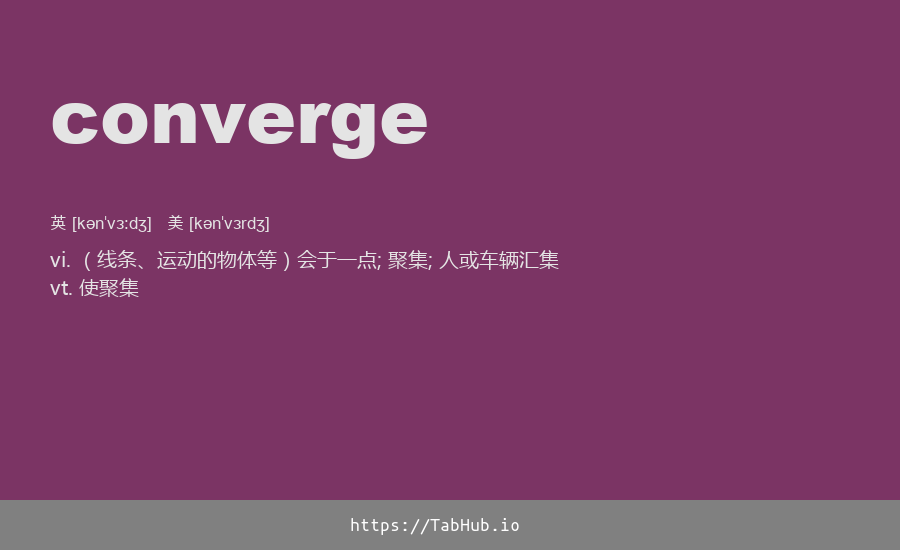 converge
英 [kən'vɜːdʒ] 美 [kən'vɜrdʒ]
vi.（线条、运动的物体等）会于一点; 聚集; 人或车辆汇集
vt. 使聚集
https://TabHub.io